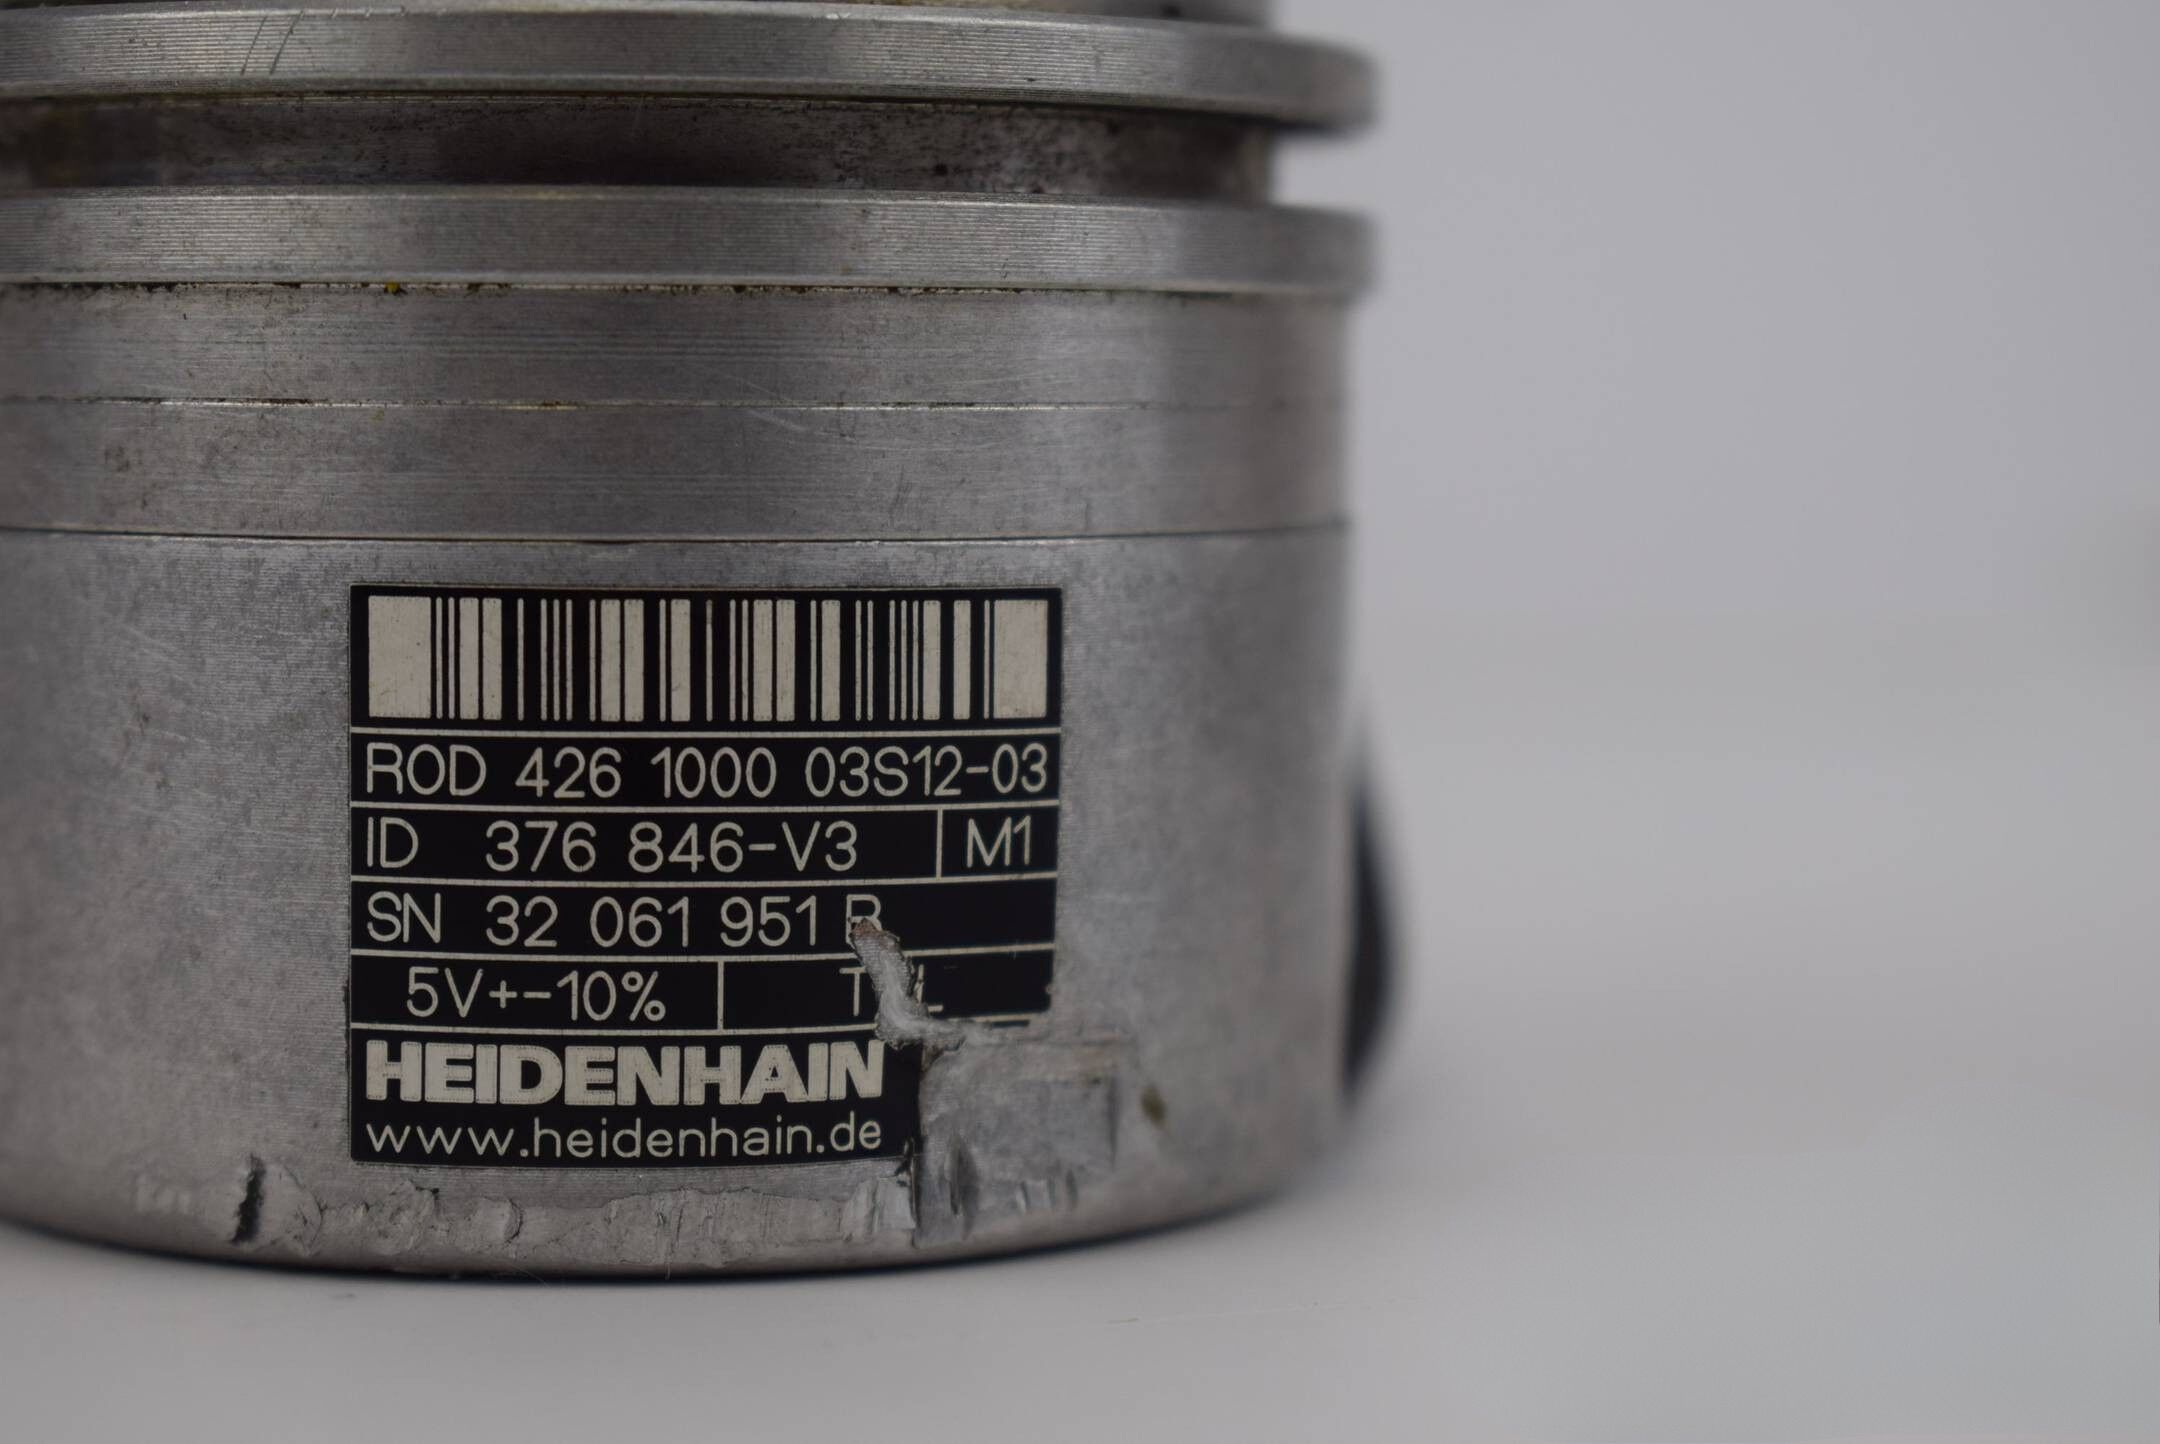 ROD 426 1000 03S12-03
ID 376 846-V3 M1
SN 32 061 951
5V+-10%
HEIDENHAIN
www.heidenhain.de